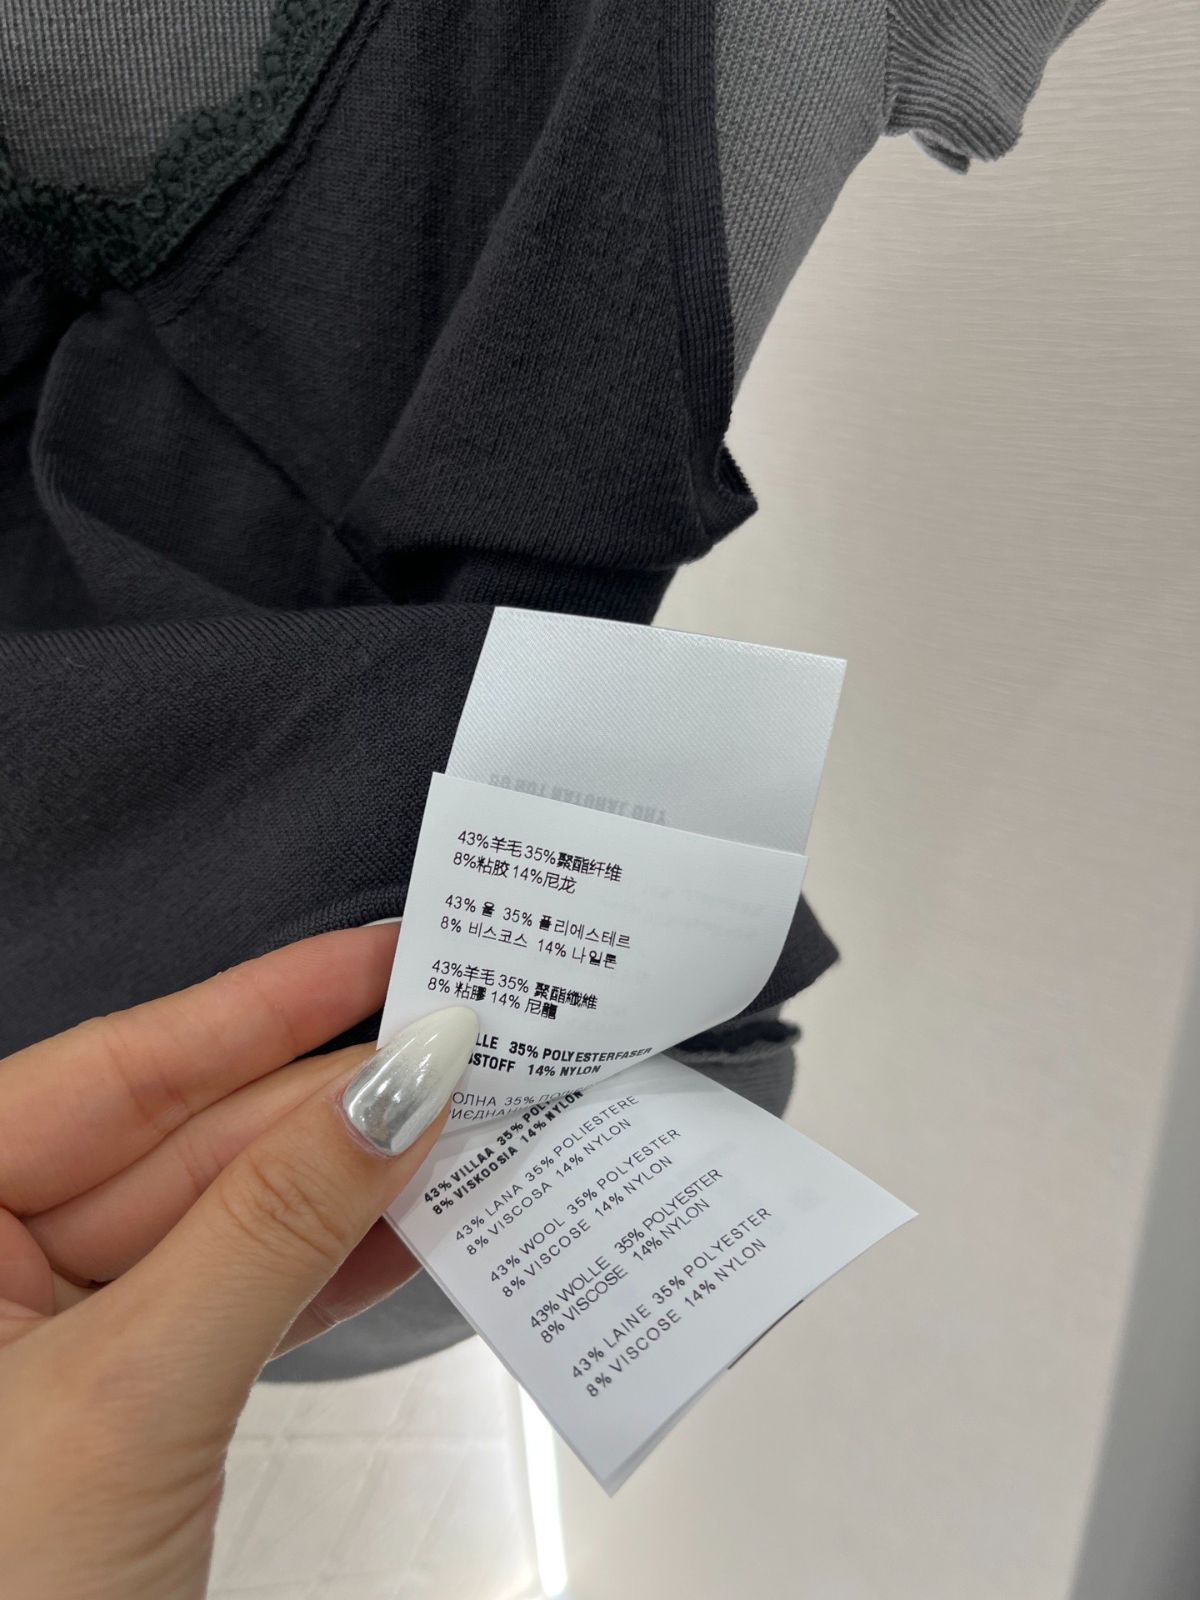 43%羊毛35%聚酯纤维
8%粘胶14%尼龙
43% 울 35% 폴리에스테르
8% 비스코스 14% 나일론
43%羊毛35% 聚酯纖維
8% 粘膠 14% 尼龍
35% POLYESTERFASER
14% NYLON
35%
43% VILLAA 35%
8% VISKOOSIA 14% NYLON
43% LANA 35% POLIESTERE
8% VISCOSA 14% NYLON
43% WOOL 35% POLYESTER
8% VISCOSE 14% NYLON
43% WOLLE 35% POLYESTER
8% VISCOSE 14% NYLON
43% LAINE 35% POLYESTER
8% VISCOSE 14% NYLON